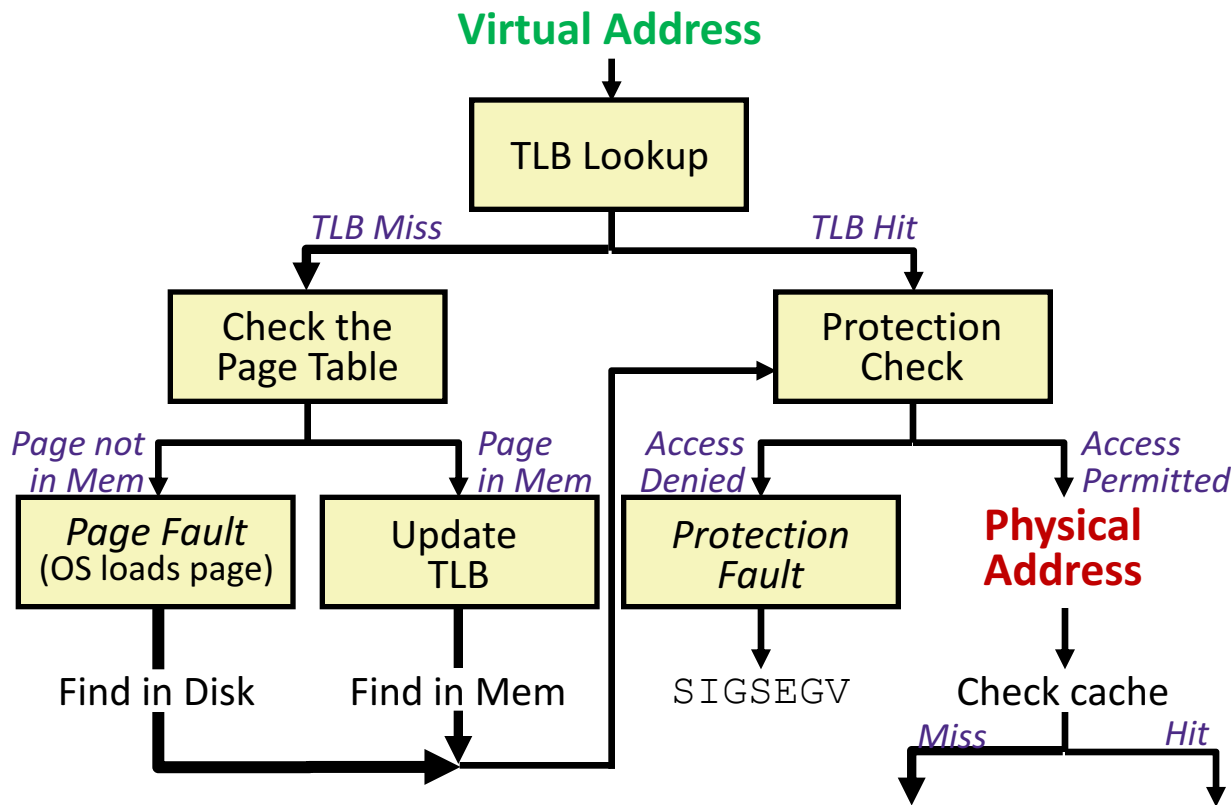 Virtual Address
TLB Lookup
TLB Miss
TLB Hit
Check the
Page Table
Protection
Check
Page not
in Mem
Page
in Mem
Access
Denied
Access
Permitted
Page Fault
(OS loads page)
Update
TLB
Protection
Fault
Physical
Address
Find in Disk
Find in Mem
SIGSEGV
Check cache
Miss
Hit